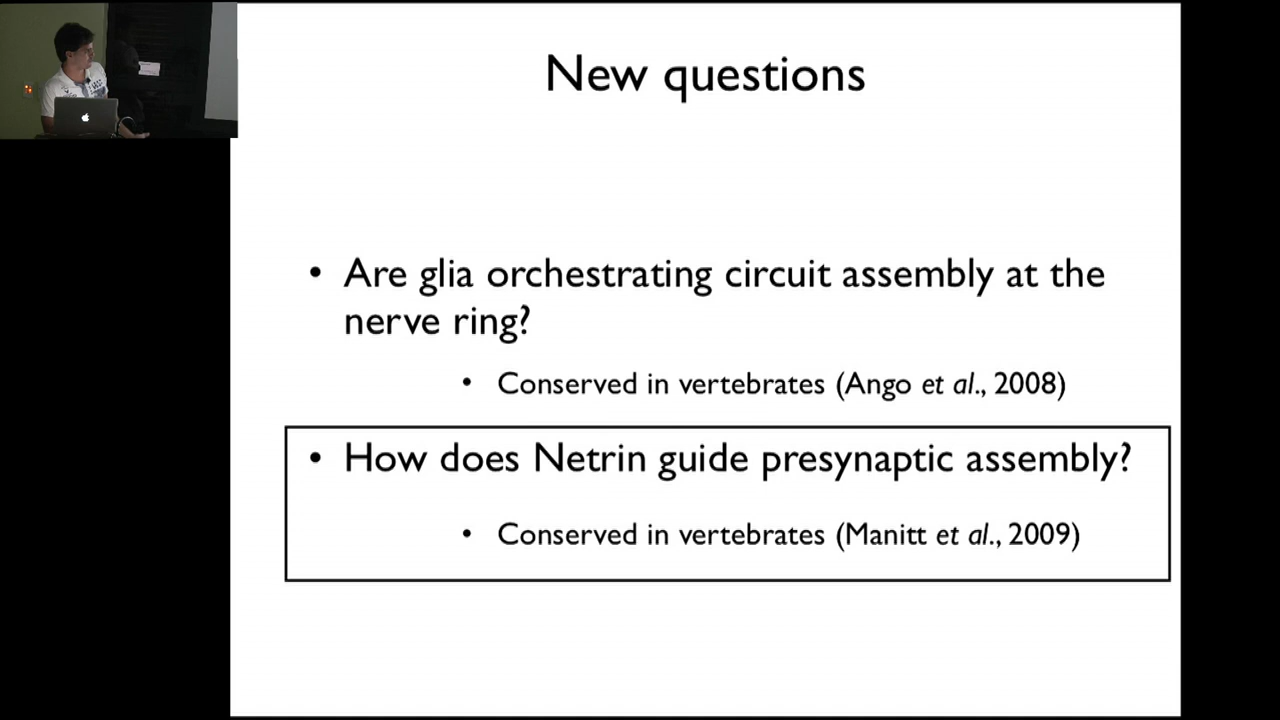 New questions
• Are glia orchestrating circuit assembly at the
nerve ring?
• Conserved in vertebrates (Ango et al., 2008)
• How does Netrin guide presynaptic assembly?
• Conserved in vertebrates (Manitt et al., 2009)